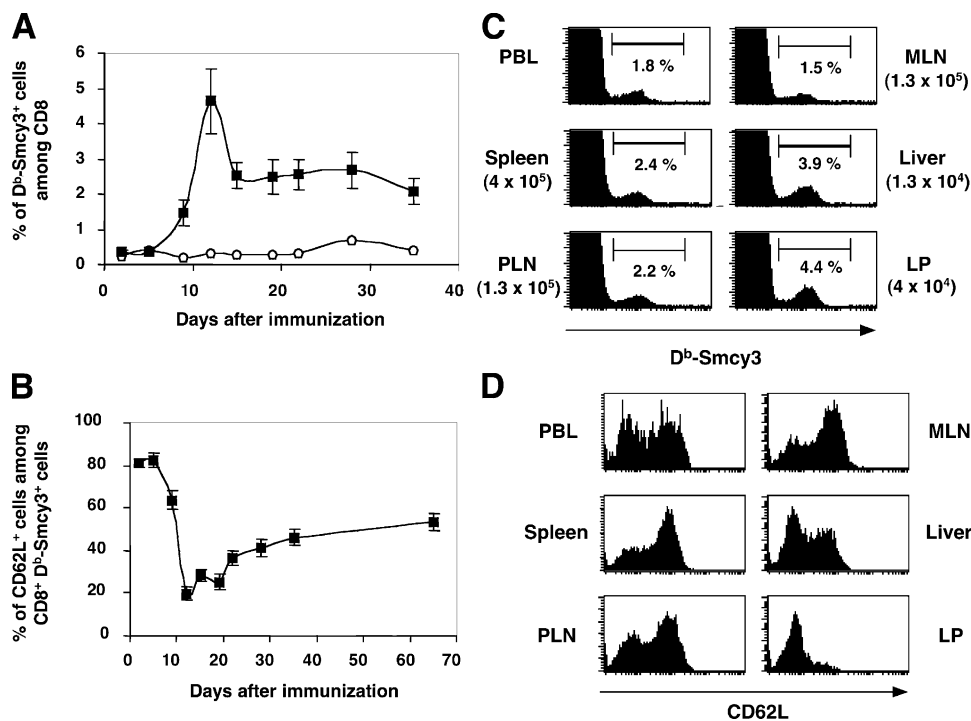 A
% of Dᵇ-Smcy3⁺ cells
among CD8
6
5
4
3
2
1
0
0 10 20 30 40
Days after immunization
B
% of CD62L⁺ cells among
CD8⁺ Dᵇ-Smcy3⁺ cells
100
80
60
40
20
0
0 10 20 30 40 50 60 70
Days after immunization
C
PBL
1.8 %
1.5 %
MLN
(1.3 x 10⁵)
Spleen
(4 x 10⁵)
2.4 %
3.9 %
Liver
(1.3 x 10⁴)
PLN
(1.3 x 10⁵)
2.2 %
4.4 %
LP
(4 x 10⁴)
Dᵇ-Smcy3
D
PBL
MLN
Spleen
Liver
PLN
LP
CD62L